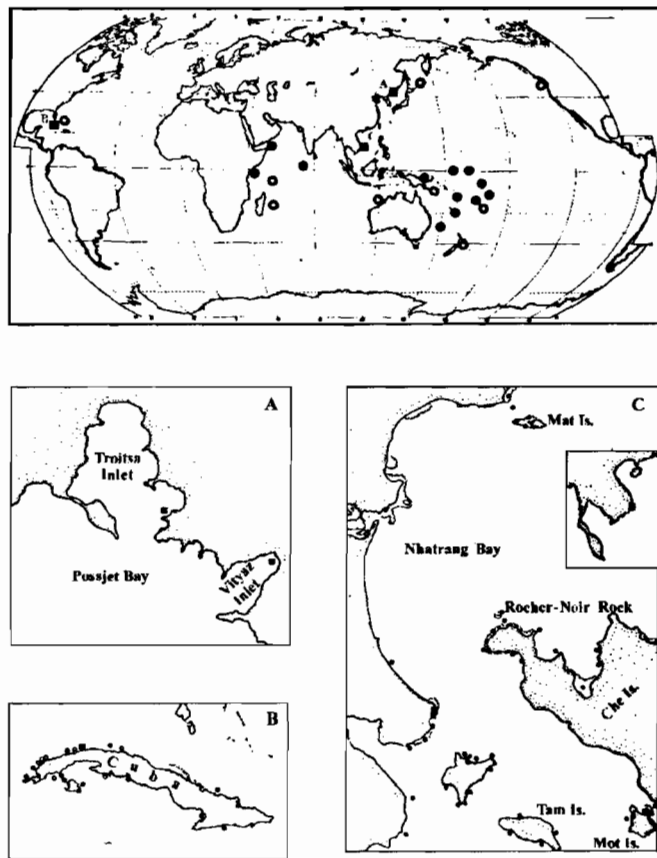 A
B
A
Troitsa
Inlet
Possjet Bay
Vityaz
Inlet
B
Cuba
C
Mat Is.
Nhatrang Bay
Rocher-Noir Rock
Che Is.
Tam Is.
Mot Is.